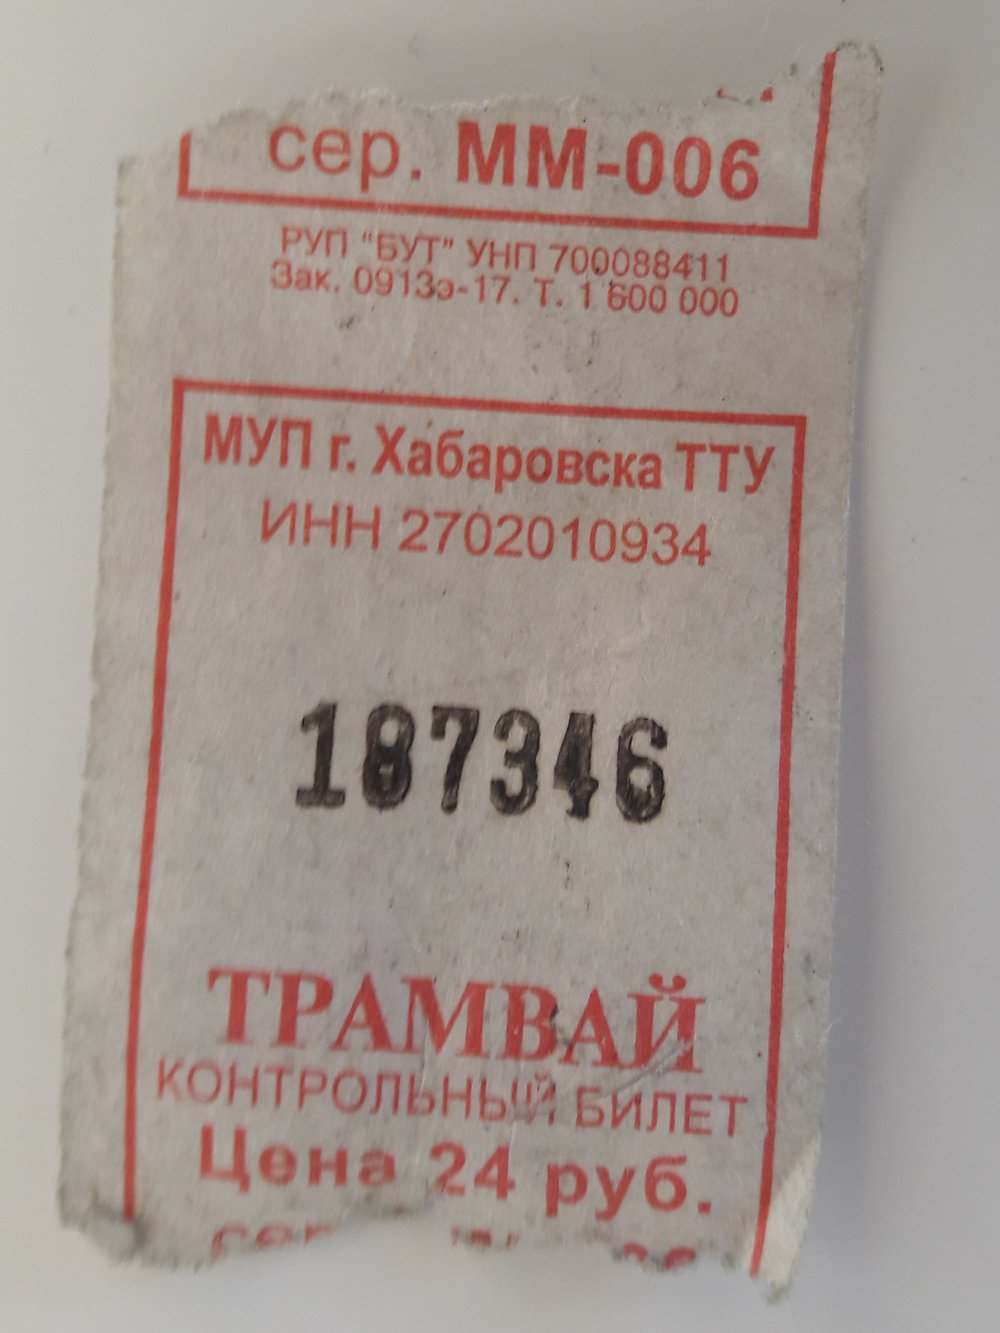 сер. ММ-006
РУП "БУТ" УНП 700088411
Зак. 0913э-17. Т. 1 600 000
МУП г. Хабаровска ТТУ
ИНН 2702010934
187346
ТРАМВАЙ
КОНТРОЛЬНЫЙ БИЛЕТ
Цена 24 руб.